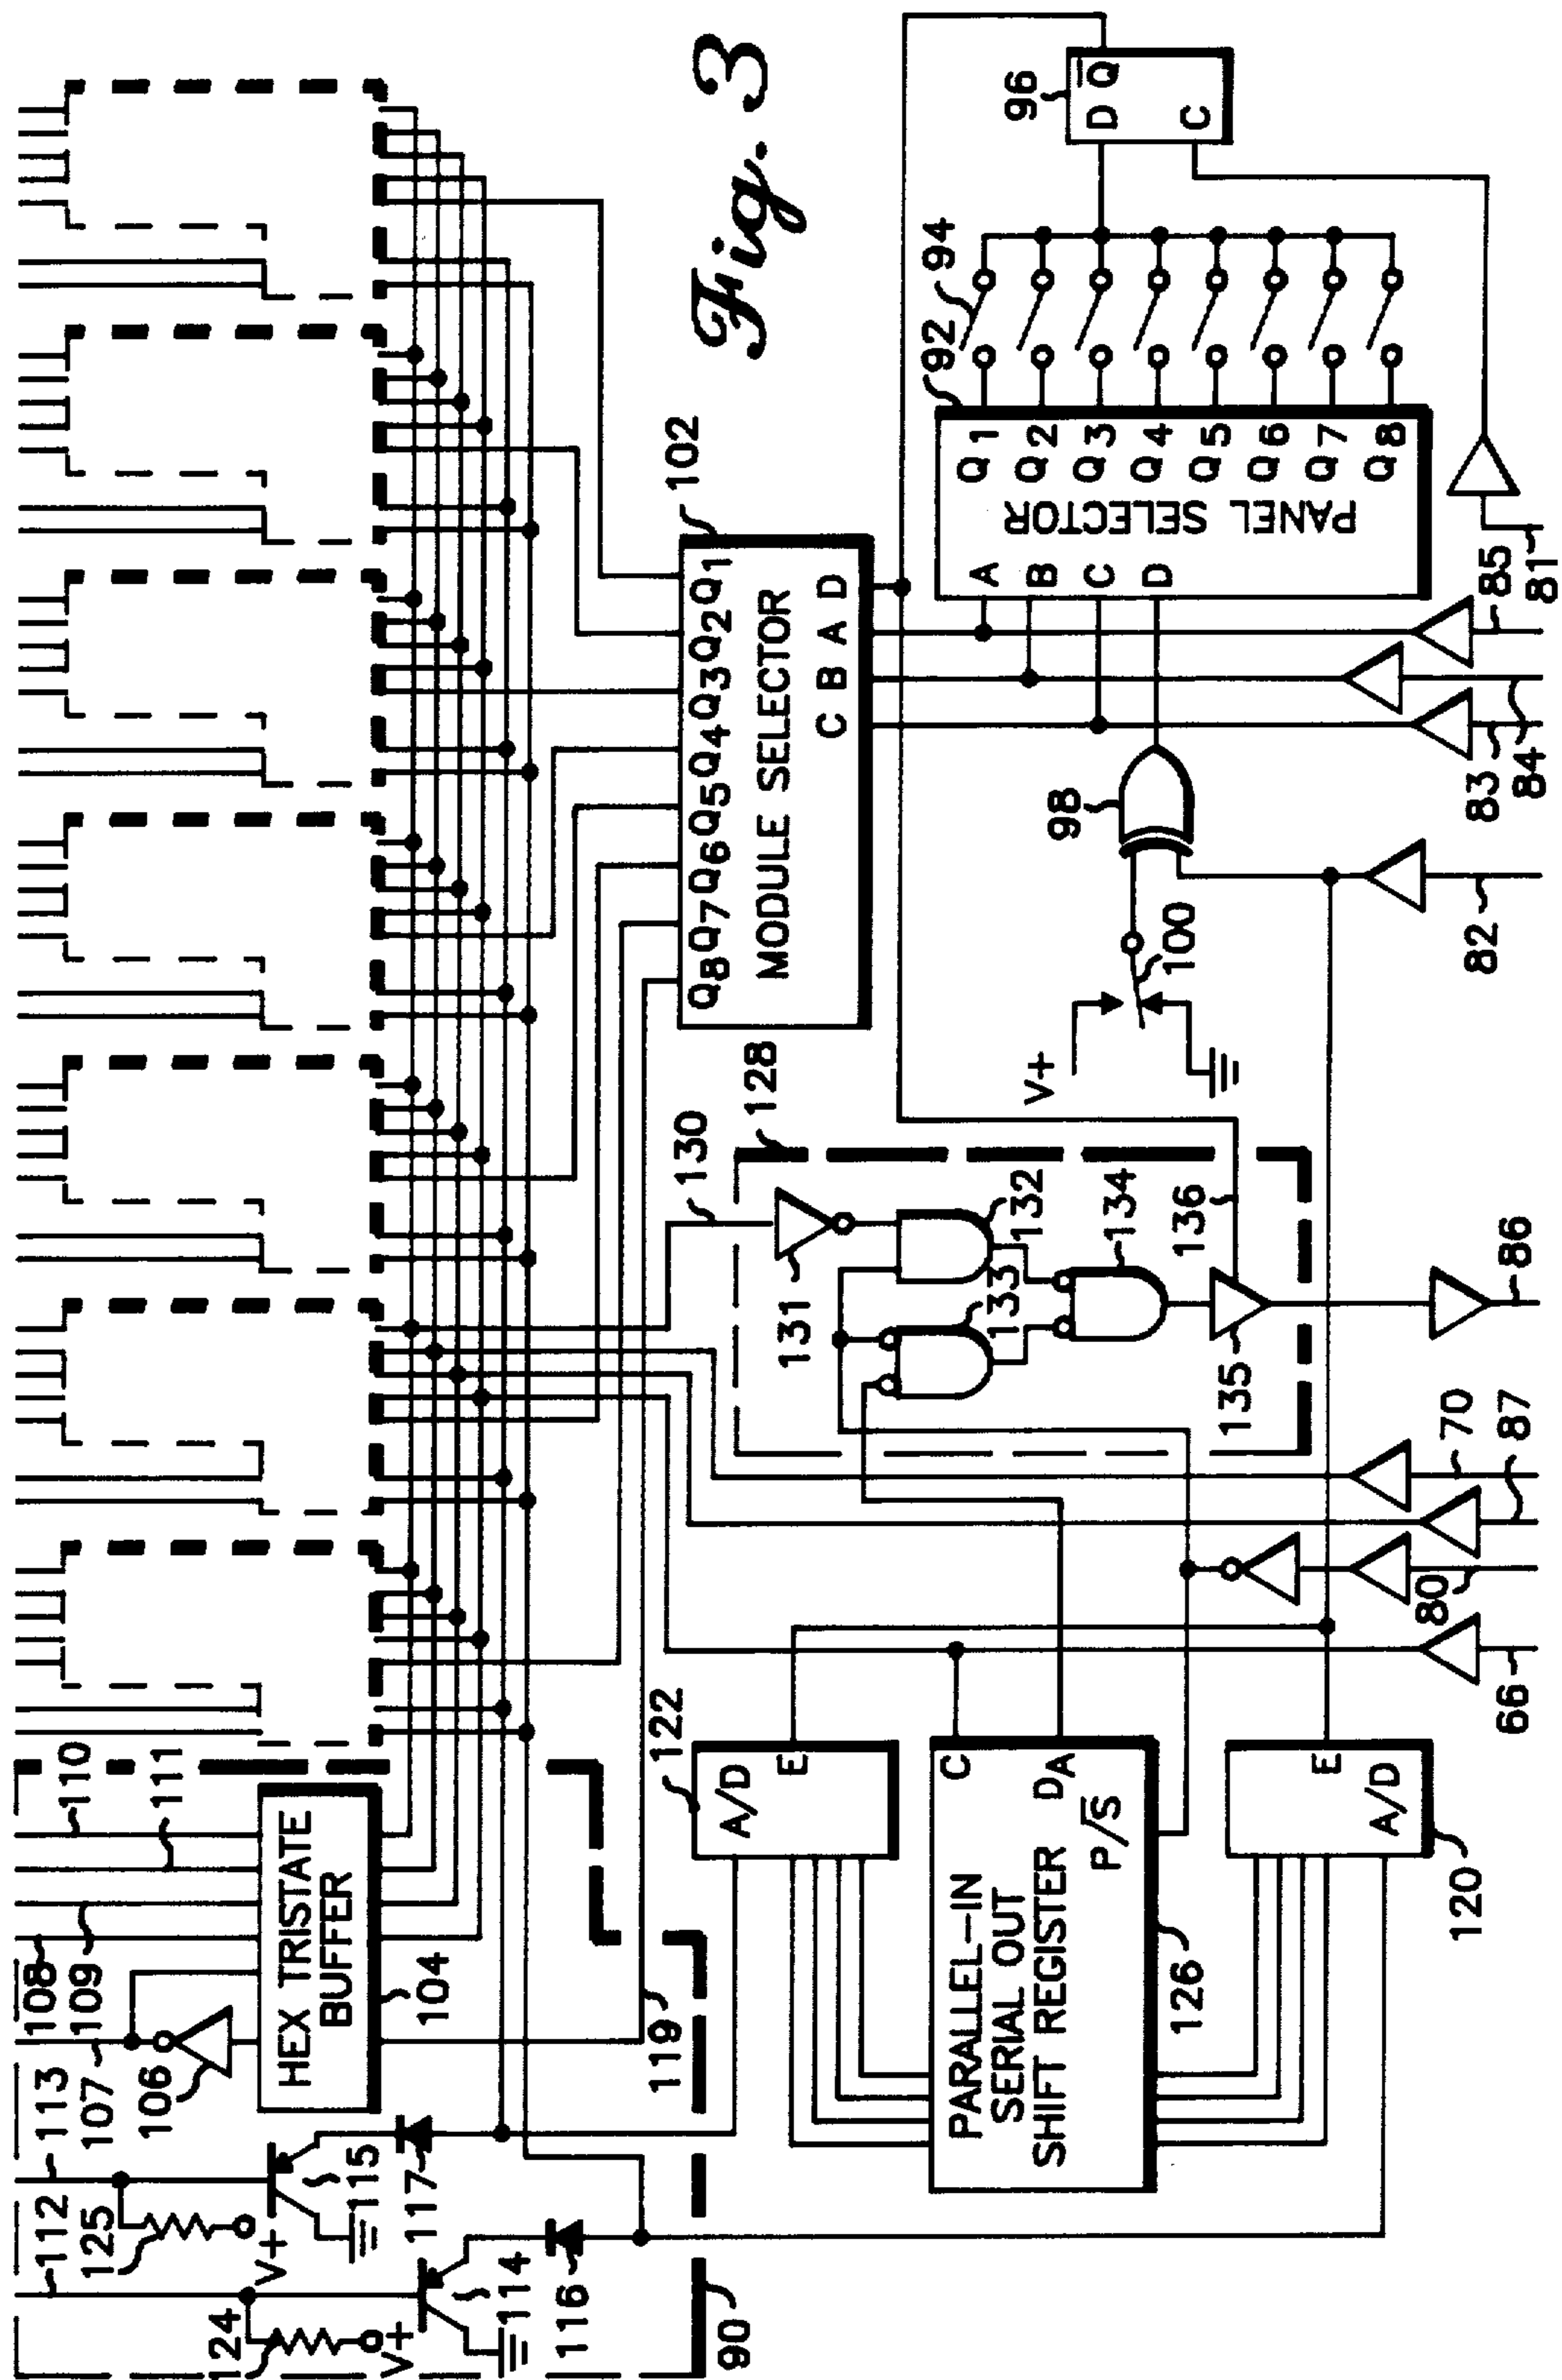 Fig. 3
110
111
108
109
107
113
112
106
125
124
V+
V+
115
117
114
116
HEX TRISTATE
BUFFER
104
119
90
122
A/D
E
C
DA
P/S̅
PARALLEL-IN
SERIAL OUT
SHIFT REGISTER
126
E
A/D
120
102
Q8 Q7 Q6 Q5 Q4 Q3 Q2 Q1
MODULE SELECTOR
C B A D
128
130
131
132
133
134
135
136
V+
100
98
96
D Q̅
C
92
94
A
B
C
D
PANEL SELECTOR
Q1
Q2
Q3
Q4
Q5
Q6
Q7
Q8
66
80
87
70
86
82
83
84
85
81